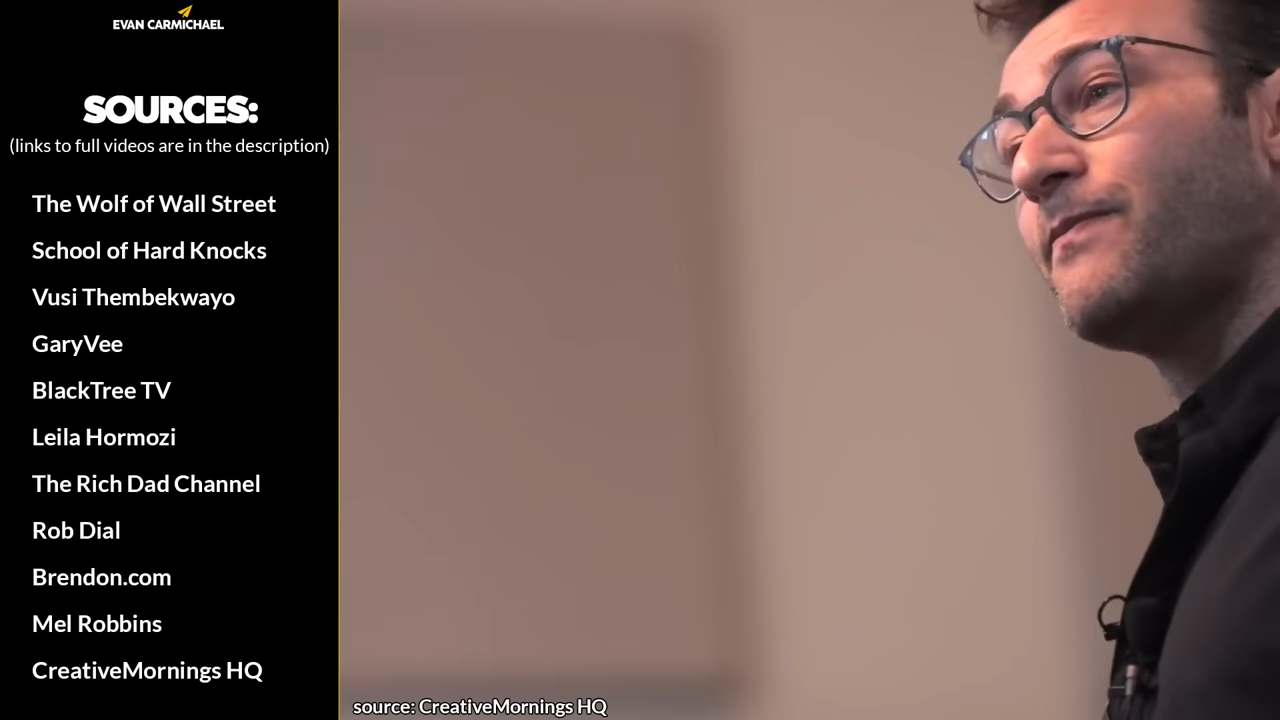 EVAN CARMICHAEL
SOURCES:
(links to full videos are in the description)
The Wolf of Wall Street
School of Hard Knocks
Vusi Thembekwayo
GaryVee
BlackTree TV
Leila Hormozi
The Rich Dad Channel
Rob Dial
Brendon.com
Mel Robbins
CreativeMornings HQ
source: CreativeMornings HQ